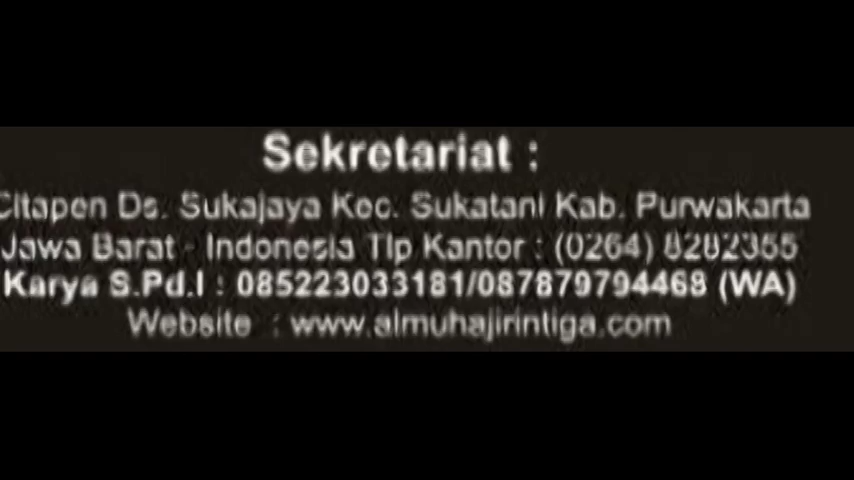 Sekretariat :
Citapen Ds. Sukajaya Kec. Sukatani Kab. Purwakarta
Jawa Barat - Indonesia Tlp Kantor : (0264) 8282355
Karya S.Pd.I : 085223033181/087879794468 (WA)
Website : www.almuhajirintiga.com